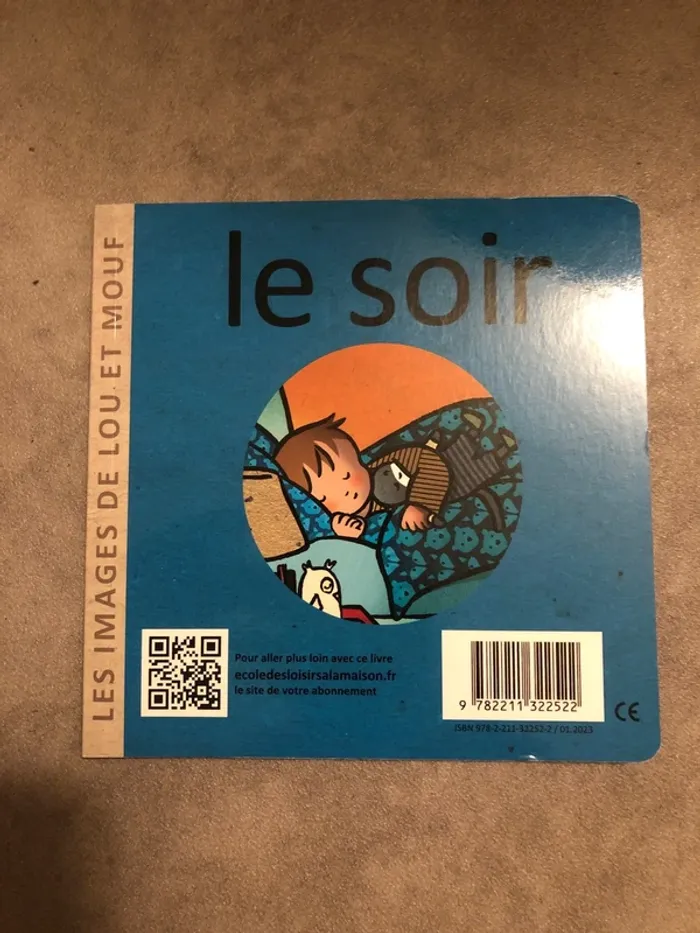 LES IMAGES DE LOU ET MOUF
le soir
Pour aller plus loin avec ce livre
ecoledesloisirsalamaison.fr
le site de votre abonnement
9 782211 322522
ISBN 978-2-211-32252-2 / 01.2023
CE